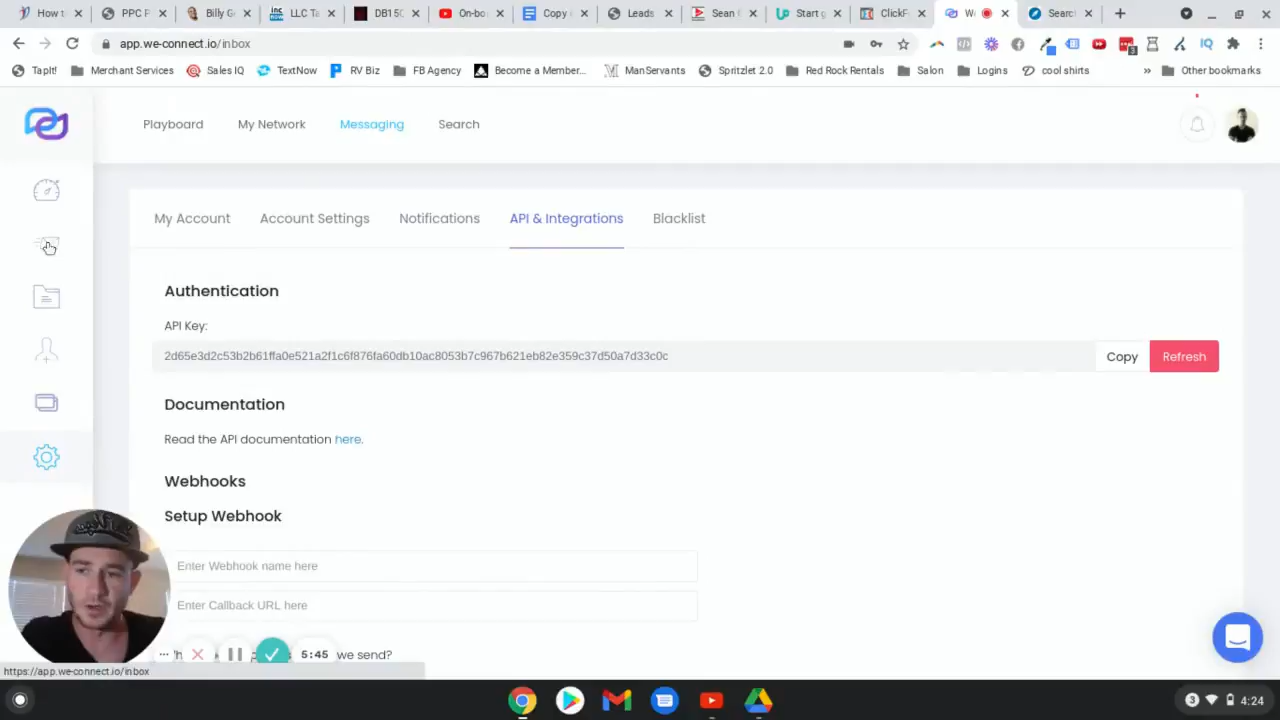 How t
PPC P
Billy G
LLC Ta
DB150
On-bo
Copy
Leads
Sean
Start g
ClickF
We
Search
app.we-connect.io/inbox
TapIt!
Merchant Services
Sales IQ
TextNow
RV Biz
FB Agency
Become a Member...
ManServants
Spritzlet 2.0
Red Rock Rentals
Salon
Logins
cool shirts
»
Other bookmarks
Playboard
My Network
Messaging
Search
My Account
Account Settings
Notifications
API & Integrations
Blacklist
Authentication
API Key:
2d65e3d2c53b2b61ffa0e521a2f1c6f876fa60db10ac8053b7c967b621eb82e359c37d50a7d33c0c
Copy
Refresh
Documentation
Read the API documentation here.
Webhooks
Setup Webhook
Enter Webhook name here
Enter Callback URL here
5:45
we send?
https://app.we-connect.io/inbox
3
4:24